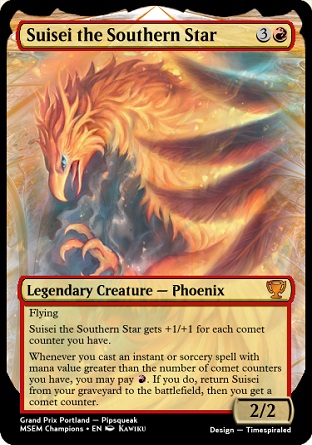 Suisei the Southern Star 3
Legendary Creature — Phoenix
Flying
Suisei the Southern Star gets +1/+1 for each comet
counter you have.
Whenever you cast an instant or sorcery spell with
mana value greater than the number of comet counters
you have, you may pay. If you do, return Suisei
from your graveyard to the battlefield, then you get a
comet counter.
2/2
Grand Prix Portland — Pipsqueak
MSEM Champions • EN Kawiku
Design — Timespiraled